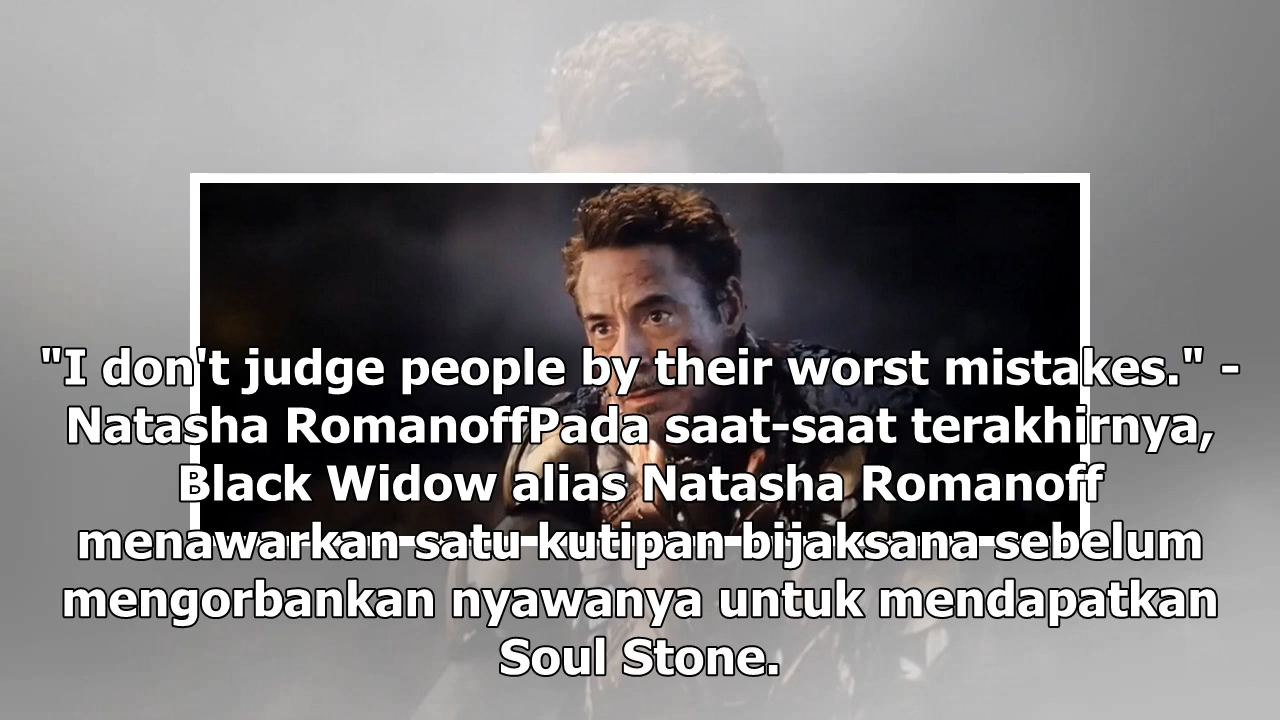 "I don't judge people by their worst mistakes." -
Natasha RomanoffPada saat-saat terakhirnya,
Black Widow alias Natasha Romanoff
menawarkan satu kutipan bijaksana sebelum
mengorbankan nyawanya untuk mendapatkan
Soul Stone.